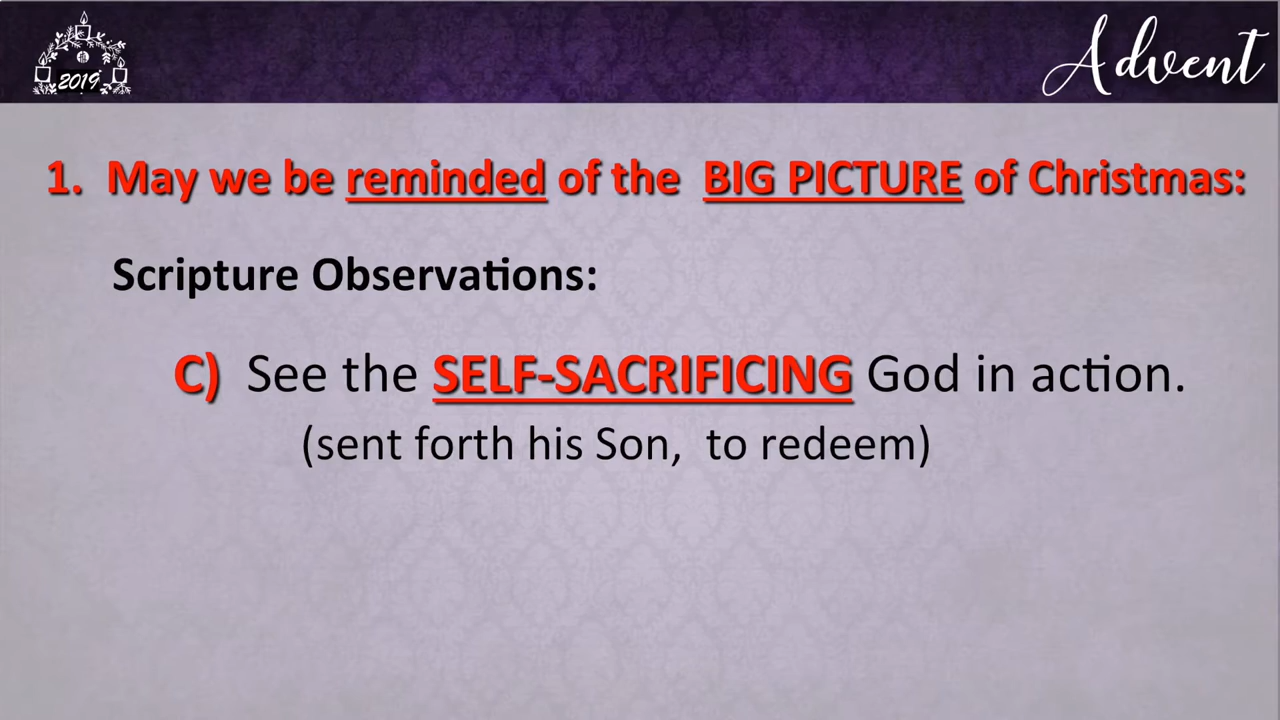 2019
Advent
1. May we be reminded of the BIG PICTURE of Christmas:
Scripture Observations:
C) See the SELF-SACRIFICING God in action.
(sent forth his Son, to redeem)